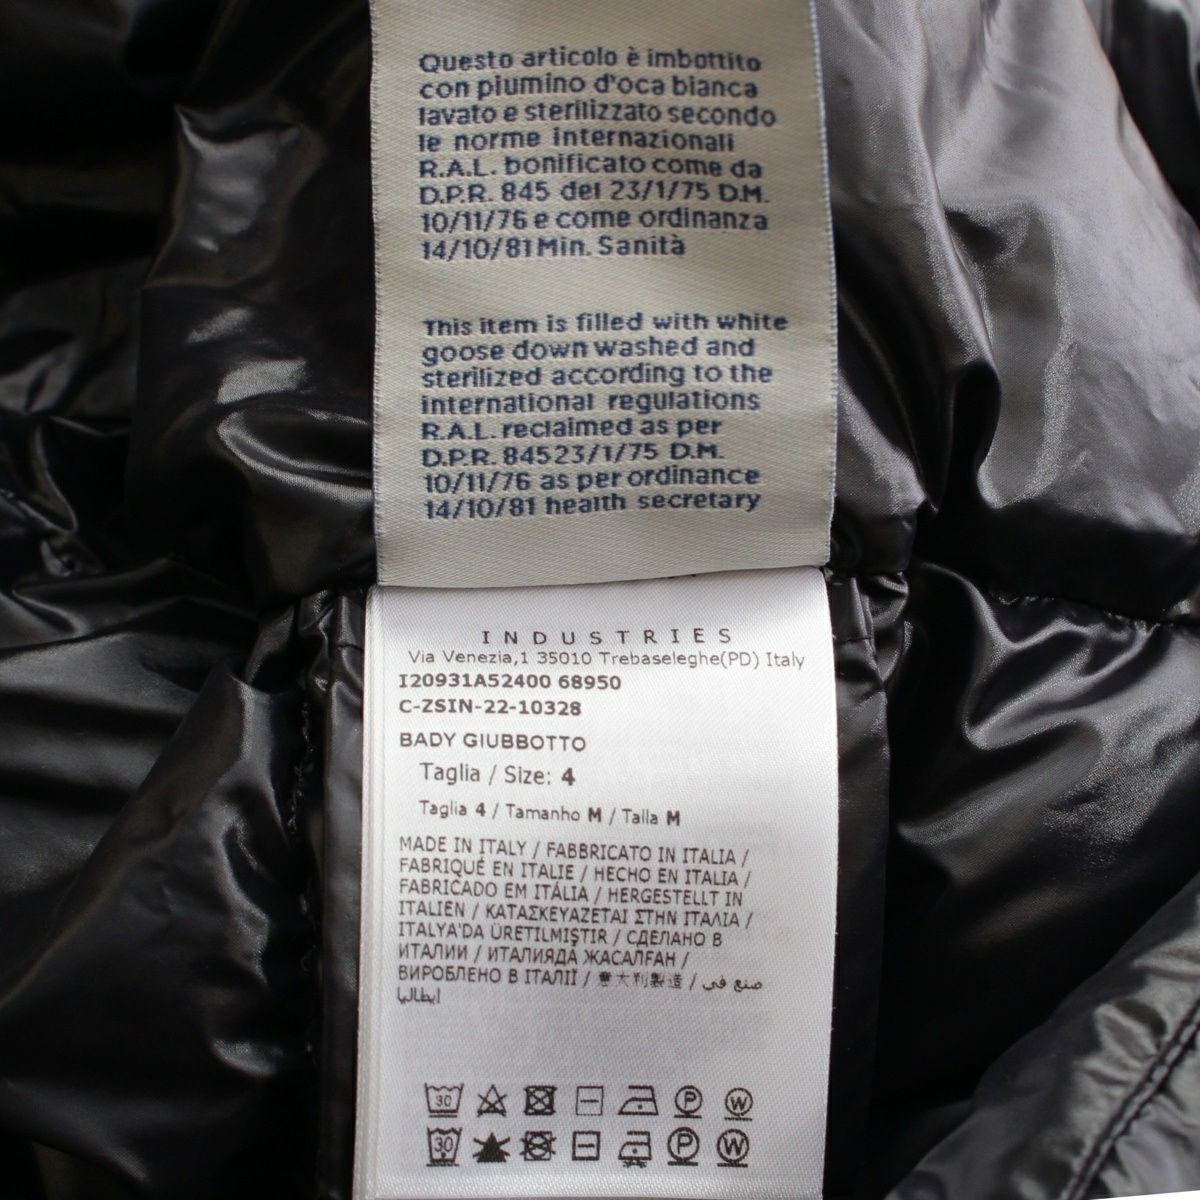 Questo articolo è imbottito
con piumino d'oca bianca
lavato e sterilizzato secondo
le norme internazionali
R.A.L. bonificato come da
D.P.R. 845 del 23/1/75 D.M.
10/11/76 e come ordinanza
14/10/81 Min. Sanità
This item is filled with white
goose down washed and
sterilized according to the
international regulations
R.A.L. reclaimed as per
D.P.R. 84523/1/75 D.M.
10/11/76 as per ordinance
14/10/81 health secretary
INDUSTRIES
Via Venezia,1 35010 Trebaseleghe(PD) Italy
I20931A52400 68950
C-ZSIN-22-10328
BADY GIUBBOTTO
Taglia / Size: 4
Taglia 4 / Tamanho M / Talla M
MADE IN ITALY / FABBRICATO IN ITALIA /
FABRIQUÉ EN ITALIE / HECHO EN ITALIA /
FABRICADO EM ITÁLIA / HERGESTELLT IN
ITALIEN / ΚΑΤΑΣΚΕΥΑΖΕΤΑΙ ΣΤΗΝ ΙΤΑΛΙΑ /
ITALYA'DA ÜRETILMIŞTIR / СДЕЛАНО В
ИТАЛИИ / ИТАЛИЯДА ЖАСАЛҒАН /
ВИРОБЛЕНО В ІТАЛІЇ / 意大利製造 / صنع في
ايطاليا
30 P W
30 P W